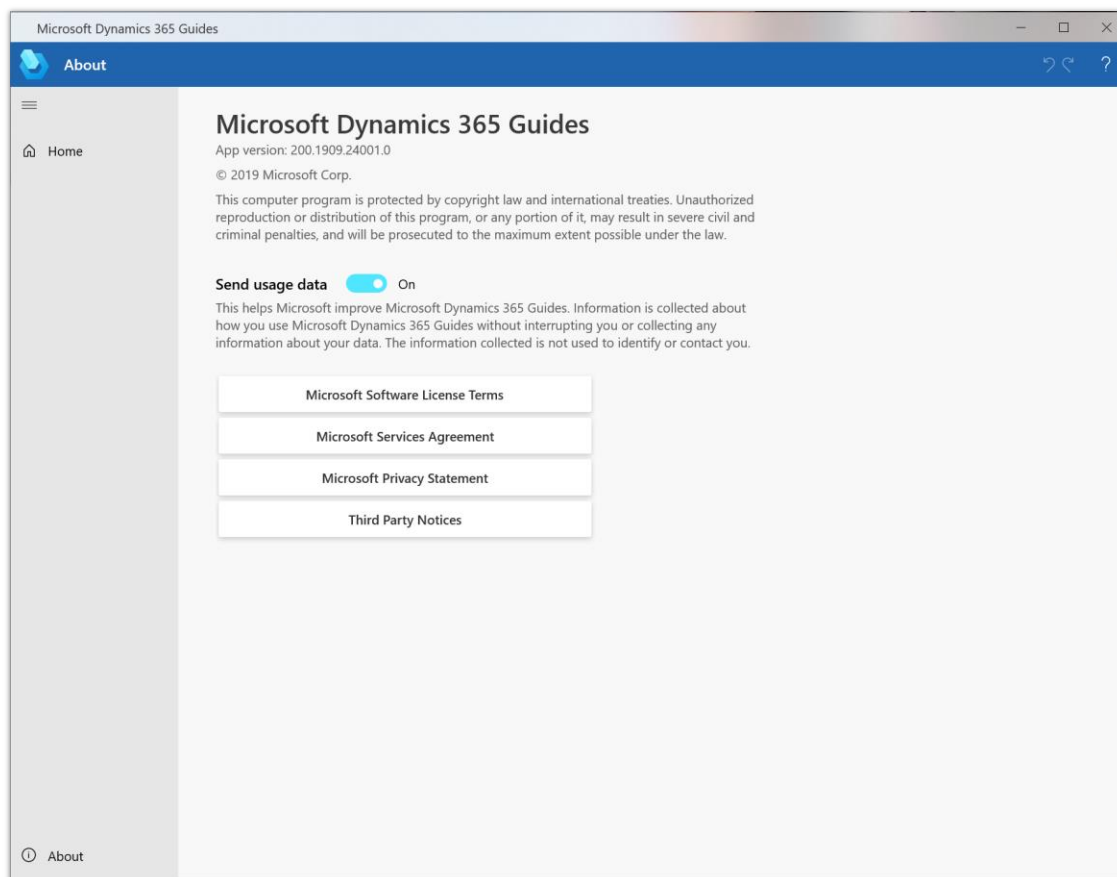 Microsoft Dynamics 365 Guides
About
?
Home
Microsoft Dynamics 365 Guides
App version: 200.1909.24001.0
© 2019 Microsoft Corp.
This computer program is protected by copyright law and international treaties. Unauthorized
reproduction or distribution of this program, or any portion of it, may result in severe civil and
criminal penalties, and will be prosecuted to the maximum extent possible under the law.
Send usage data On
This helps Microsoft improve Microsoft Dynamics 365 Guides. Information is collected about
how you use Microsoft Dynamics 365 Guides without interrupting you or collecting any
information about your data. The information collected is not used to identify or contact you.
Microsoft Software License Terms
Microsoft Services Agreement
Microsoft Privacy Statement
Third Party Notices
About